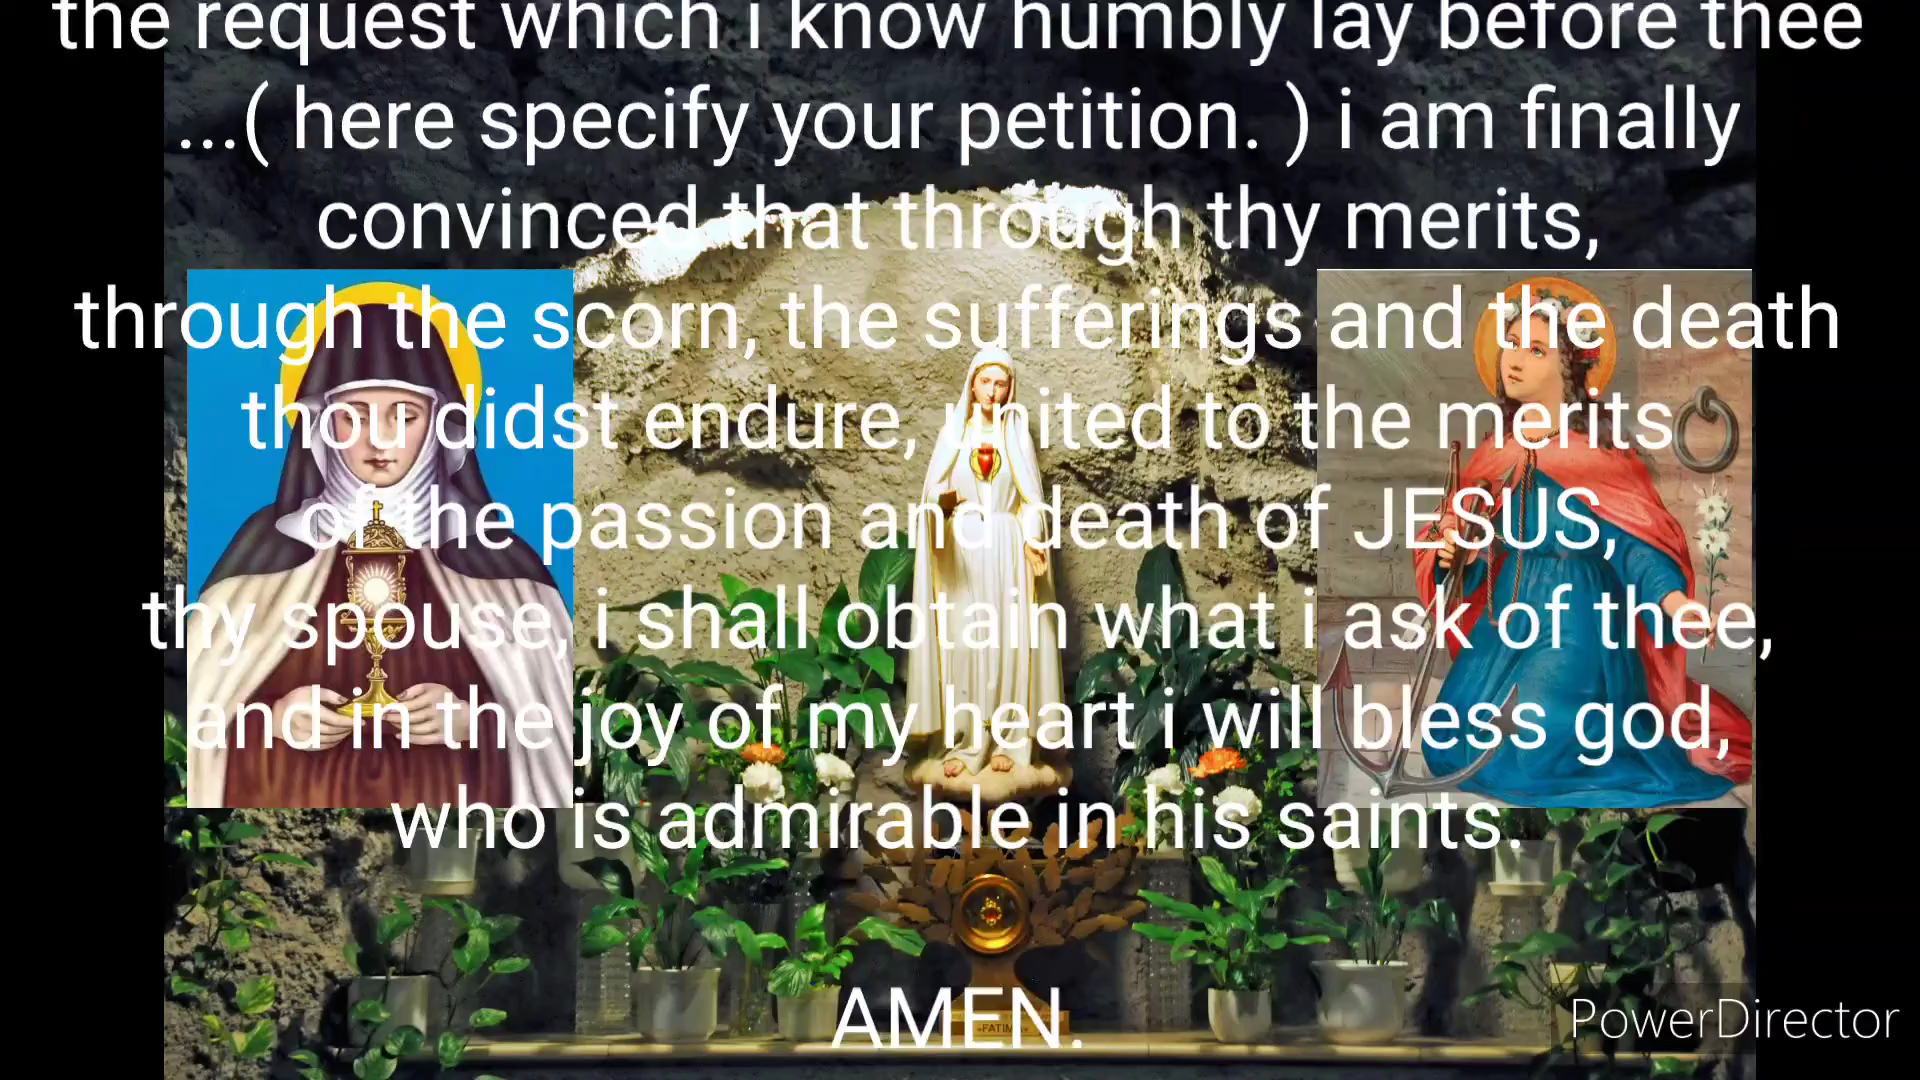 the request which i know humbly lay before thee
...( here specify your petition. ) i am finally
convinced that through thy merits,
through the scorn, the sufferings and the death
thou didst endure, united to the merits
of the passion and death of JESUS,
thy spouse, i shall obtain what i ask of thee,
and in the joy of my heart i will bless god,
who is admirable in his saints.
AMEN.
PowerDirector